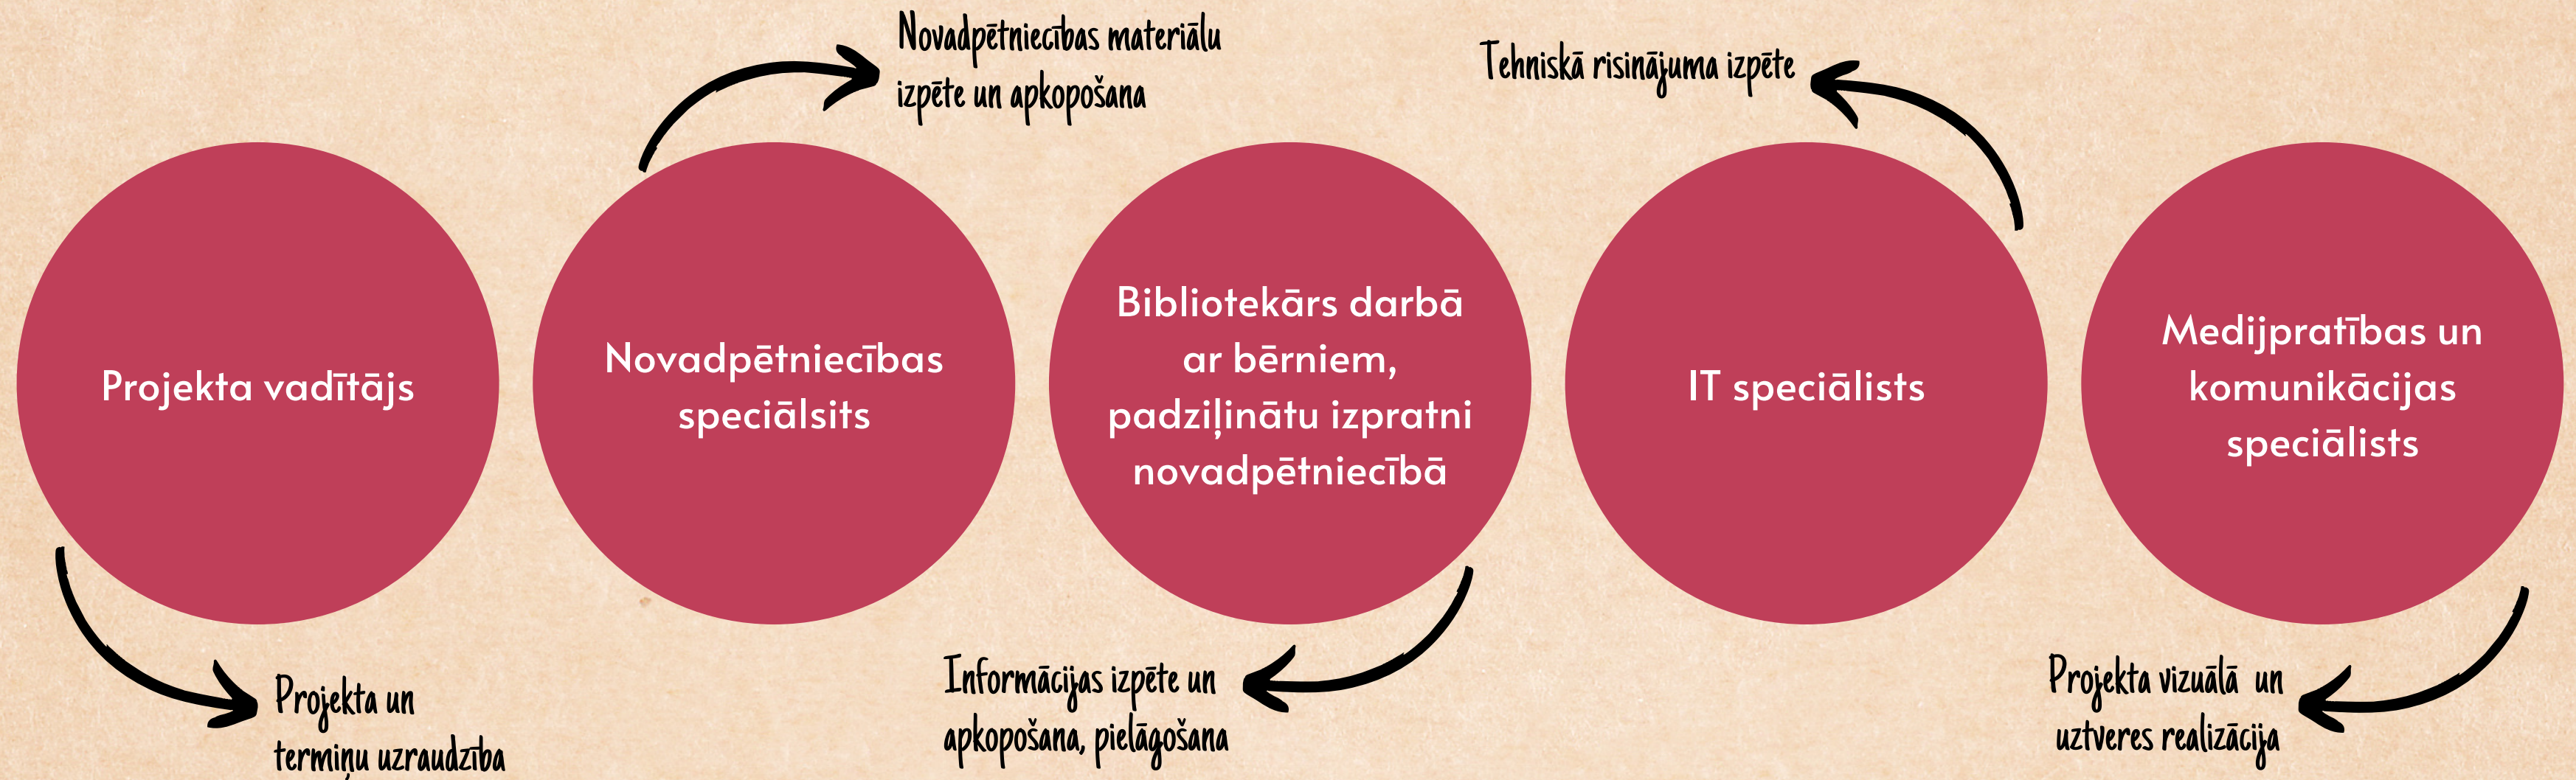 Novadpētniecības materiālu
izpēte un apkopošana
Tehniskā risinājuma izpēte
Projekta vadītājs
Novadpētniecības
speciālsits
Bibliotekārs darbā
ar bērniem,
padziļinātu izpratni
novadpētniecībā
IT speciālists
Medijpratības un
komunikācijas
speciālists
Projekta un
termiņu uzraudzība
Informācijas izpēte un
apkopošana, pielāgošana
Projekta vizuālā un
uztveres realizācija